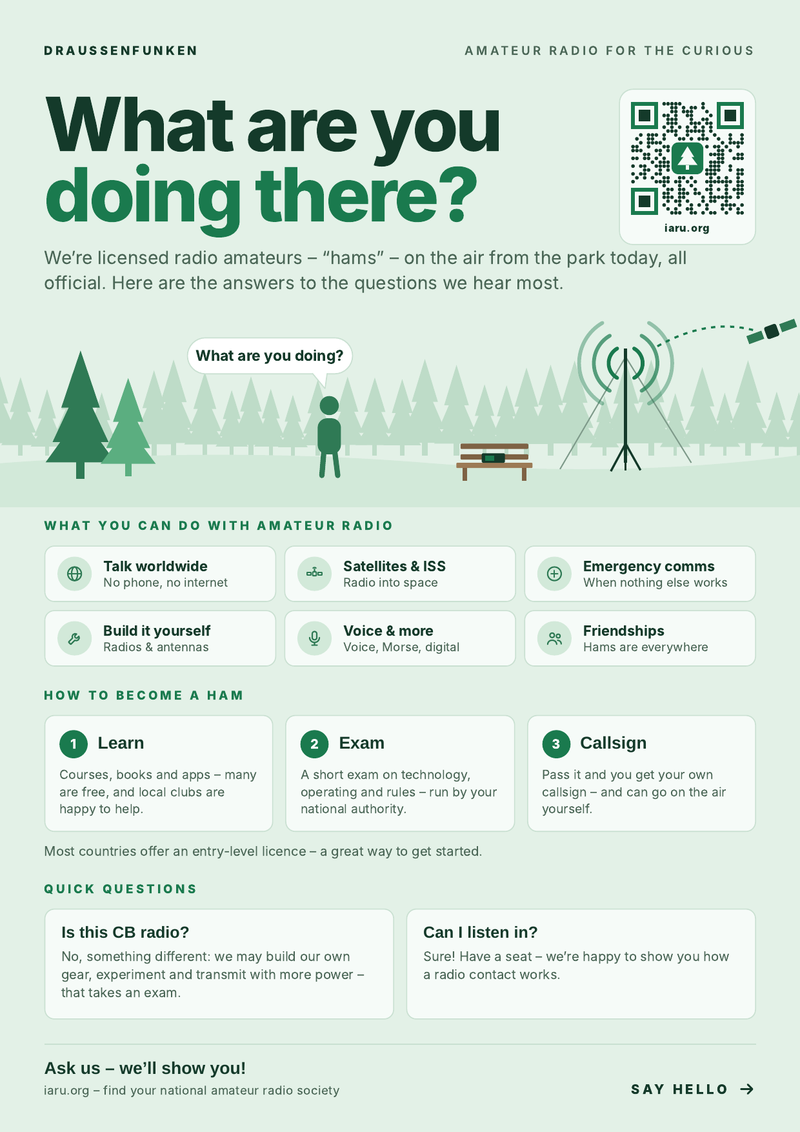 DRAUSSENFUNKEN
AMATEUR RADIO FOR THE CURIOUS
What are you
doing there?
iaru.org
We’re licensed radio amateurs – “hams” – on the air from the park today, all
official. Here are the answers to the questions we hear most.
What are you doing?
WHAT YOU CAN DO WITH AMATEUR RADIO
Talk worldwide
No phone, no internet
Satellites & ISS
Radio into space
Emergency comms
When nothing else works
Build it yourself
Radios & antennas
Voice & more
Voice, Morse, digital
Friendships
Hams are everywhere
HOW TO BECOME A HAM
1 Learn
Courses, books and apps – many
are free, and local clubs are
happy to help.
2 Exam
A short exam on technology,
operating and rules – run by your
national authority.
3 Callsign
Pass it and you get your own
callsign – and can go on the air
yourself.
Most countries offer an entry-level licence – a great way to get started.
QUICK QUESTIONS
Is this CB radio?
No, something different: we may build our own
gear, experiment and transmit with more power –
that takes an exam.
Can I listen in?
Sure! Have a seat – we’re happy to show you how
a radio contact works.
Ask us – we’ll show you!
iaru.org – find your national amateur radio society
SAY HELLO →